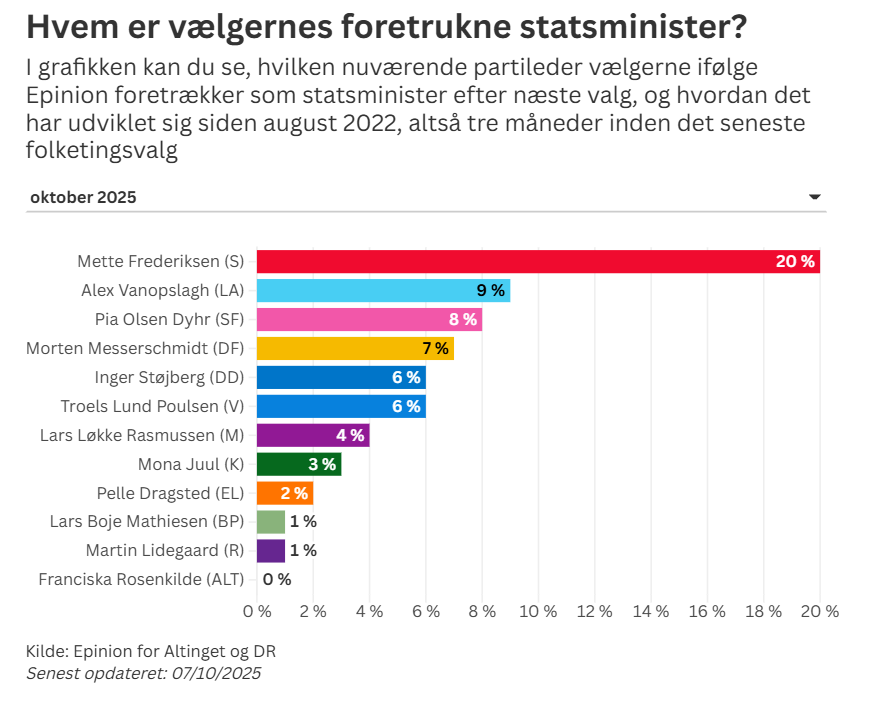 Hvem er vælgernes foretrukne statsminister?
I grafikken kan du se, hvilken nuværende partileder vælgerne ifølge
Epinion foretrækker som statsminister efter næste valg, og hvordan det
har udviklet sig siden august 2022, altså tre måneder inden det seneste
folketingsvalg
oktober 2025
Mette Frederiksen (S) 20 %
Alex Vanopslagh (LA) 9 %
Pia Olsen Dyhr (SF) 8 %
Morten Messerschmidt (DF) 7 %
Inger Støjberg (DD) 6 %
Troels Lund Poulsen (V) 6 %
Lars Løkke Rasmussen (M) 4 %
Mona Juul (K) 3 %
Pelle Dragsted (EL) 2 %
Lars Boje Mathiesen (BP) 1 %
Martin Lidegaard (R) 1 %
Franciska Rosenkilde (ALT) 0 %
0 % 2 % 4 % 6 % 8 % 10 % 12 % 14 % 16 % 18 % 20 %
Kilde: Epinion for Altinget og DR
Senest opdateret: 07/10/2025